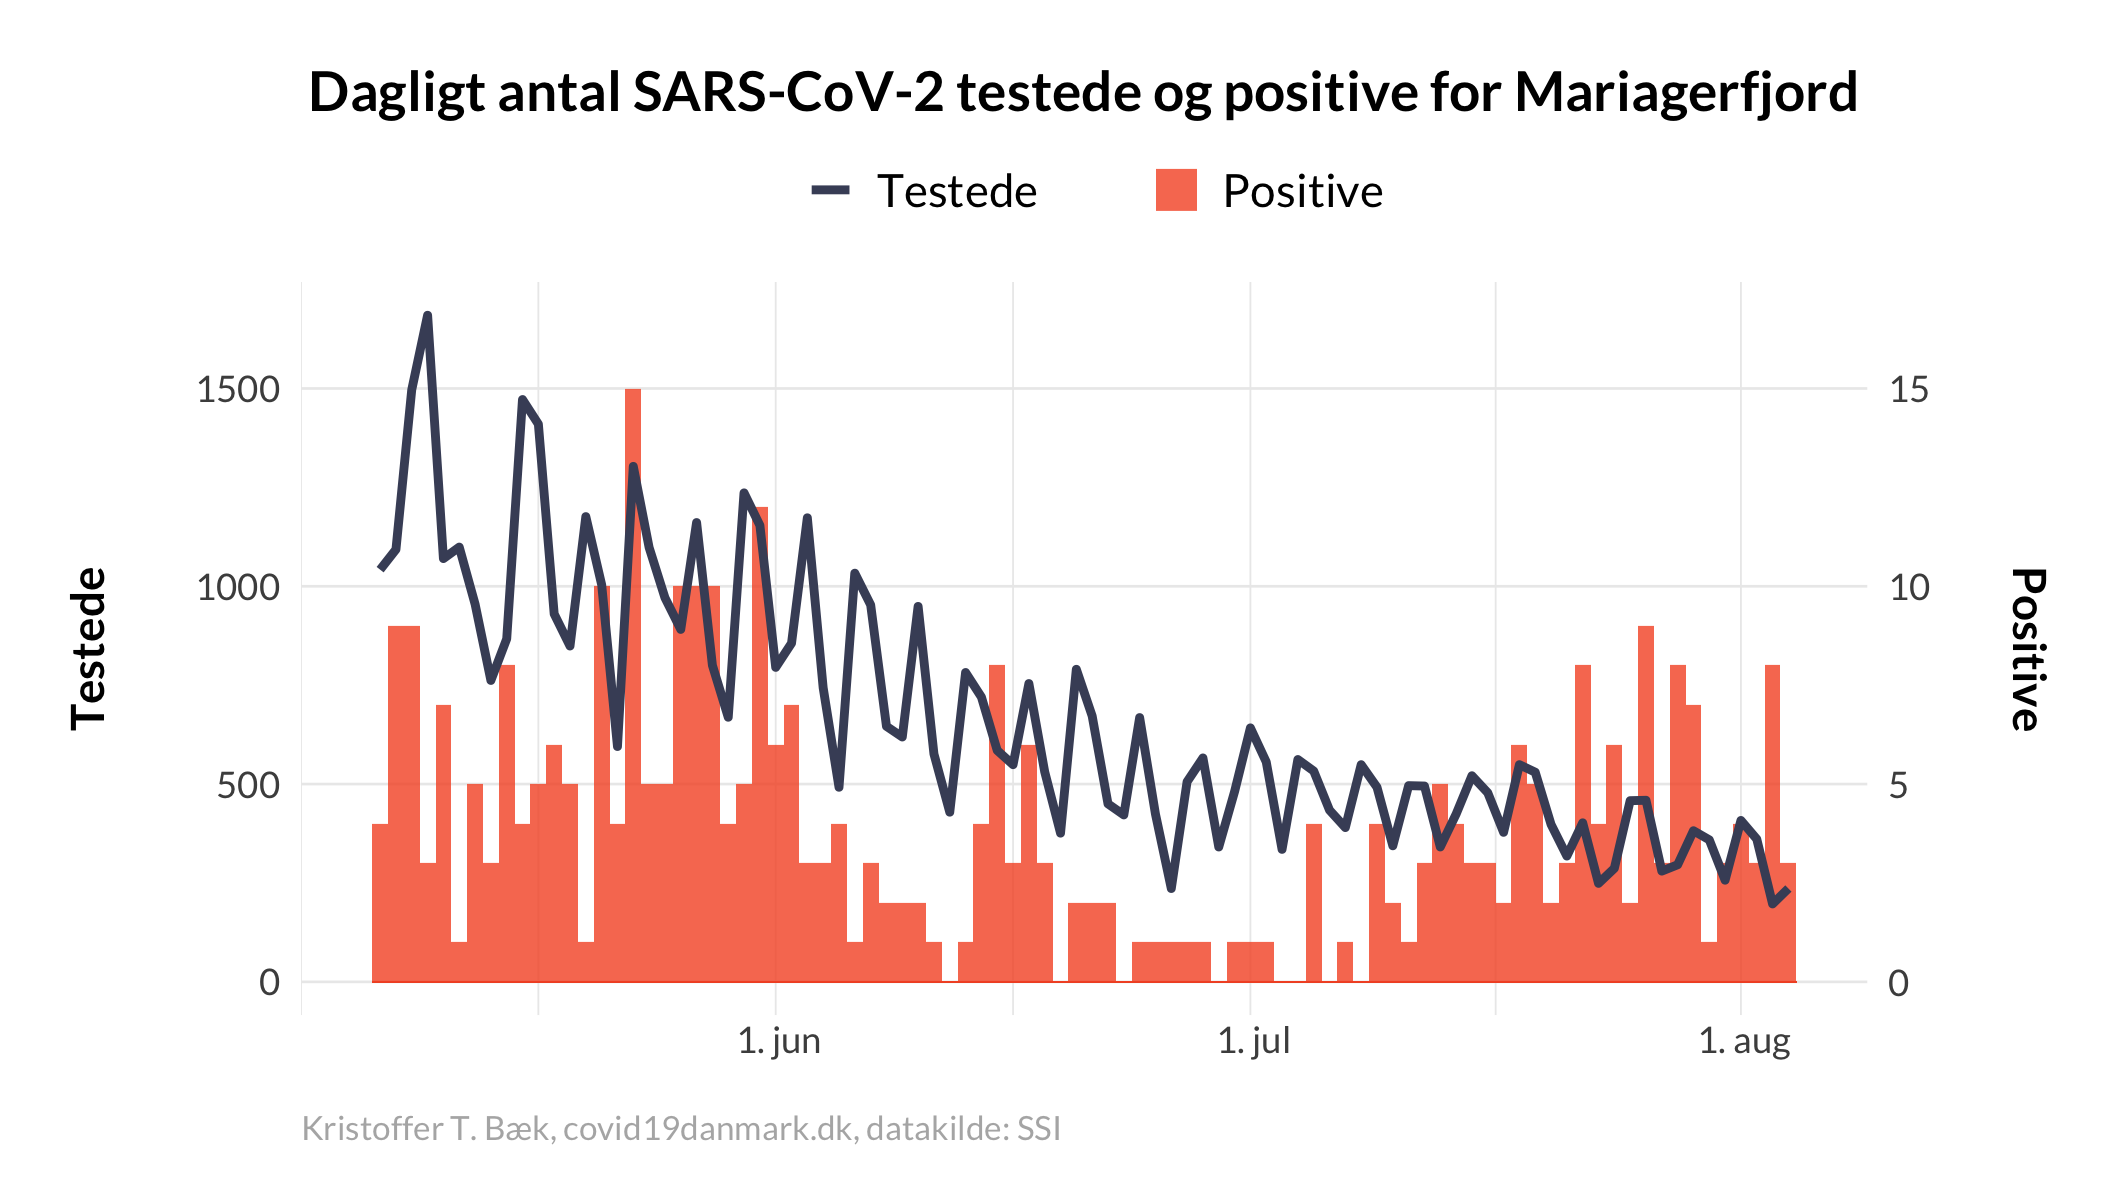 Dagligt antal SARS-CoV-2 testede og positive for Mariagerfjord
Testede
Positive
Testede
1500
1000
500
0
15
10
5
0
Positive
1. jun
1. jul
1. aug
Kristoffer T. Bæk, covid19danmark.dk, datakilde: SSI